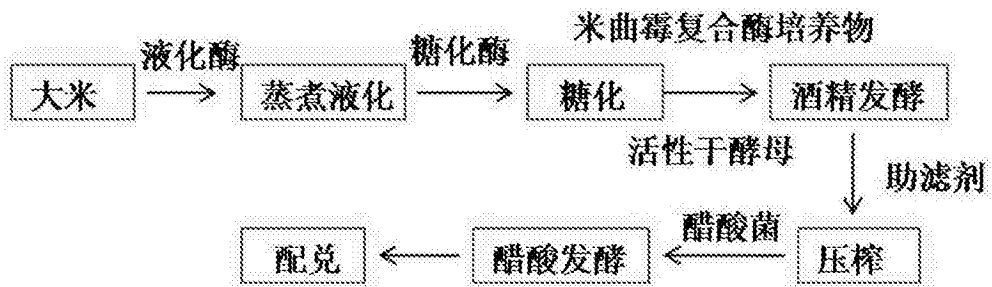 米曲霉复合酶培养物
液化酶 糖化酶
大米 蒸煮液化 糖化 酒精发酵
活性干酵母 助滤剂
醋酸菌
配兑 醋酸发酵 压榨